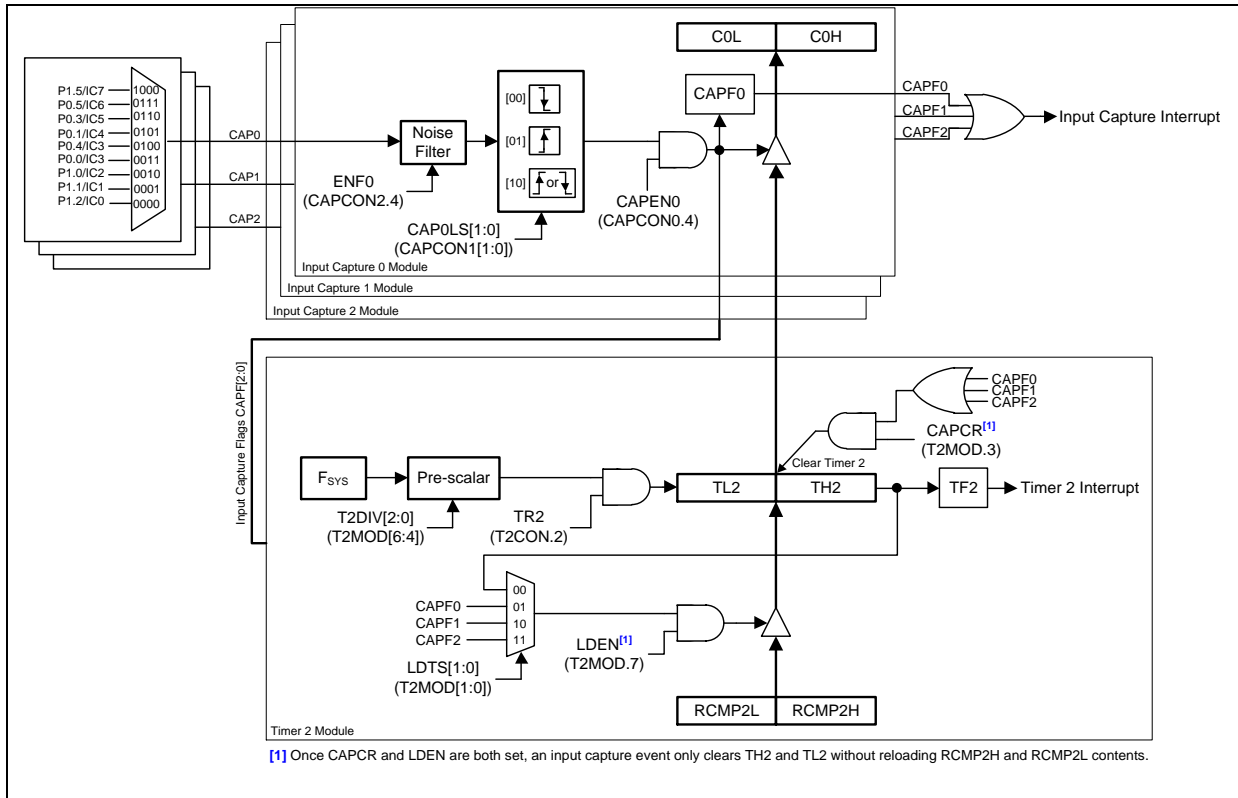 C0L C0H
P1.5/IC7 1000
P0.5/IC6 0111
P0.3/IC5 0110
P0.1/IC4 0101
P0.4/IC3 0100
P0.0/IC3 0011
P1.0/IC2 0010
P1.1/IC1 0001
P1.2/IC0 0000
CAP0
CAP1
CAP2
Noise
Filter
ENF0
(CAPCON2.4)
[00]
[01]
[10] or
CAP0LS[1:0]
(CAPCON1[1:0])
CAPEN0
(CAPCON0.4)
CAPF0
CAPF0
CAPF1
CAPF2
Input Capture Interrupt
Input Capture 0 Module
Input Capture 1 Module
Input Capture 2 Module
Input Capture Flags CAPF[2:0]
CAPF0
CAPF1
CAPF2
CAPCR[1]
(T2MOD.3)
Clear Timer 2
FSYS
Pre-scalar
T2DIV[2:0]
(T2MOD[6:4])
TR2
(T2CON.2)
TL2 TH2
TF2
Timer 2 Interrupt
00
CAPF0 01
CAPF1 10
CAPF2 11
LDTS[1:0]
(T2MOD[1:0])
LDEN[1]
(T2MOD.7)
RCMP2L RCMP2H
Timer 2 Module
[1] Once CAPCR and LDEN are both set, an input capture event only clears TH2 and TL2 without reloading RCMP2H and RCMP2L contents.